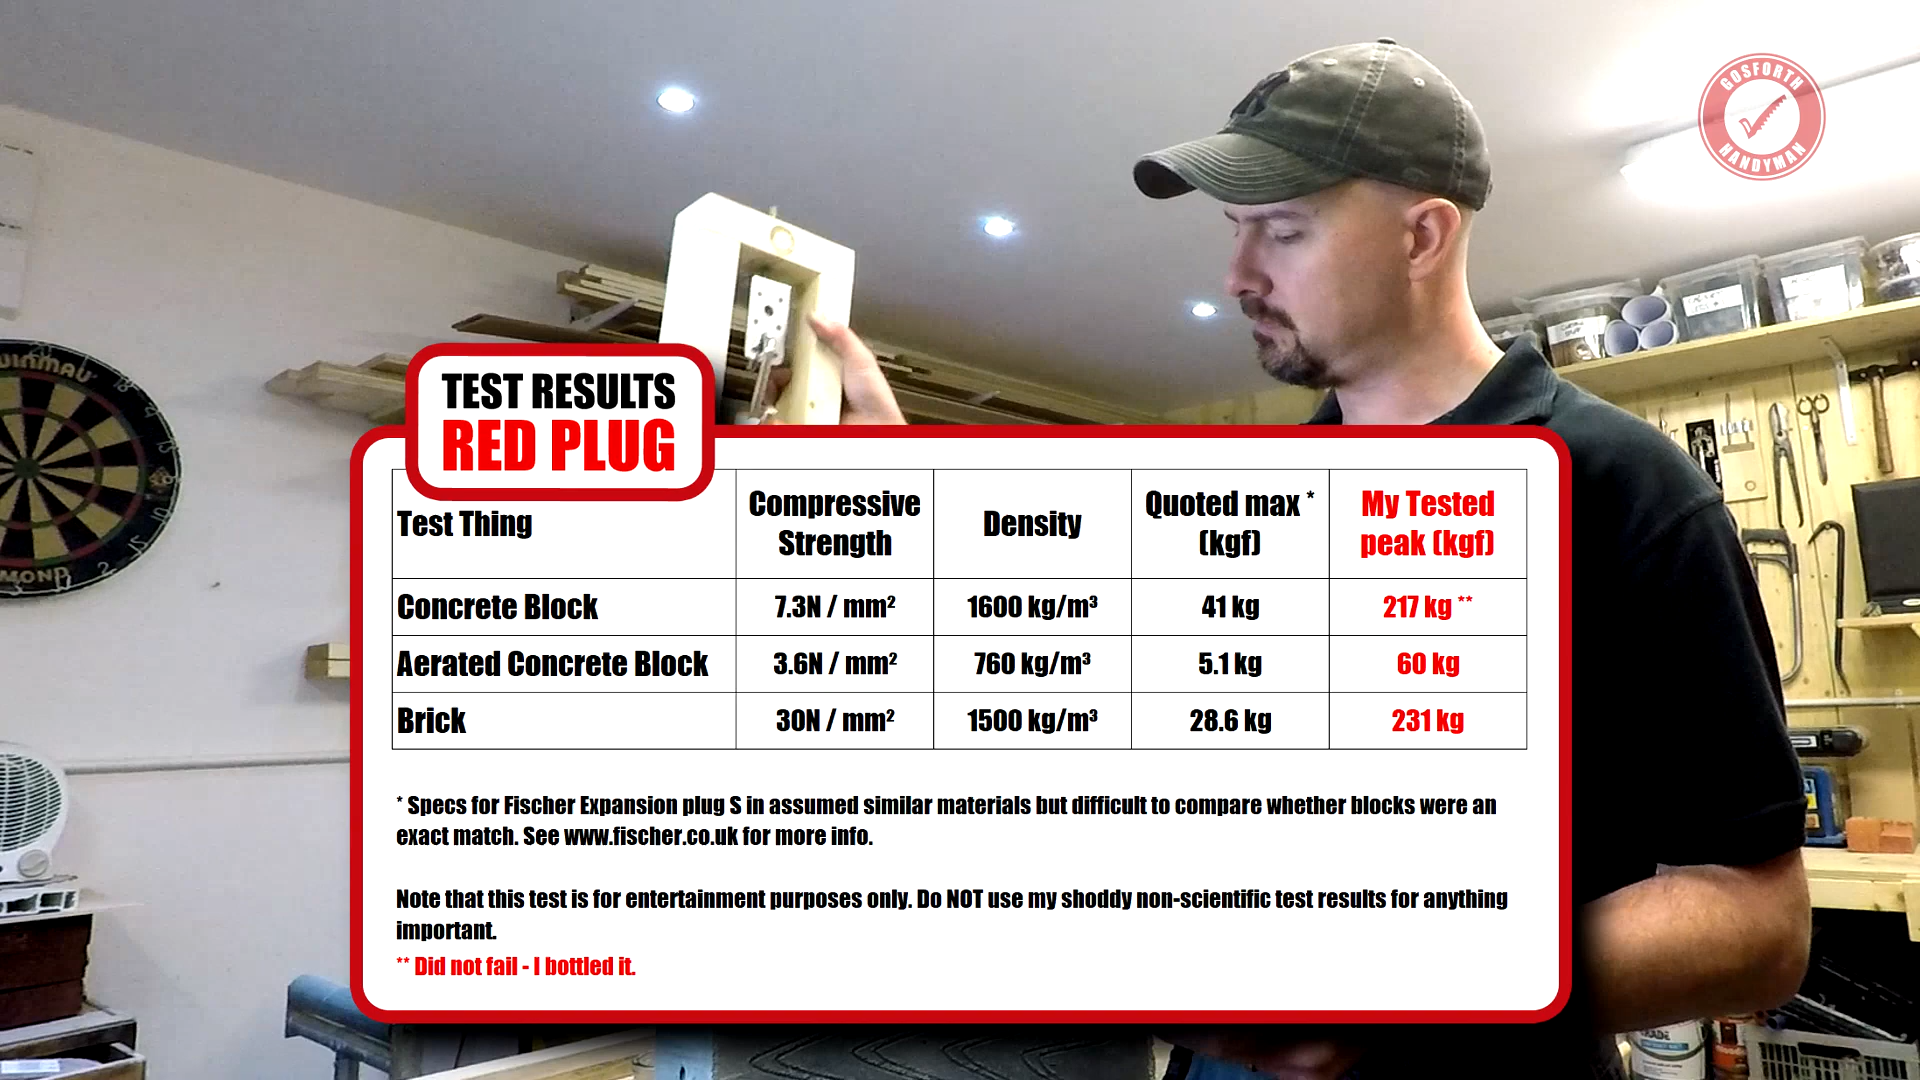 GOSFORTH
HANDYMAN
WINMAU
TEST RESULTS
RED PLUG
Test Thing
Compressive
Strength
Density
Quoted max *
(kgf)
My Tested
peak (kgf)
Concrete Block
7.3N / mm²
1600 kg/m³
41 kg
217 kg **
Aerated Concrete Block
3.6N / mm²
760 kg/m³
5.1 kg
60 kg
Brick
30N / mm²
1500 kg/m³
28.6 kg
231 kg
* Specs for Fischer Expansion plug S in assumed similar materials but difficult to compare whether blocks were an
exact match. See www.fischer.co.uk for more info.
Note that this test is for entertainment purposes only. Do NOT use my shoddy non-scientific test results for anything
important.
** Did not fail - I bottled it.